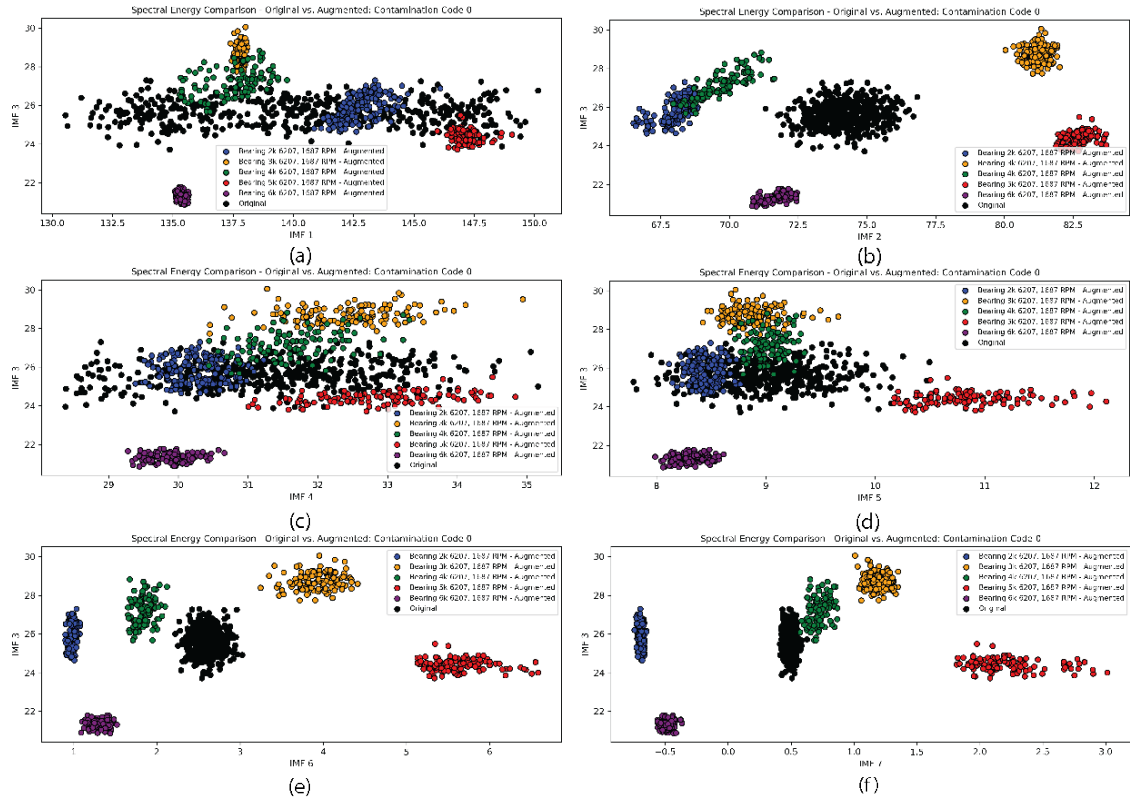 Spectral Energy Comparison - Original vs. Augmented: Contamination Code 0
30
28
26
24
22
IMF 3
Bearing 2k 6207, 1687 RPM - Augmented
Bearing 3k 6207, 1687 RPM - Augmented
Bearing 4k 6207, 1687 RPM - Augmented
Bearing 5k 6207, 1687 RPM - Augmented
Bearing 6k 6207, 1687 RPM - Augmented
Original
130.0 132.5 135.0 137.5 140.0 142.5 145.0 147.5 150.0
IMF 1
(a)
Spectral Energy Comparison - Original vs. Augmented: Contamination Code 0
30
28
26
24
22
IMF 3
Bearing 2k 6207, 1687 RPM - Augmented
Bearing 3k 6207, 1687 RPM - Augmented
Bearing 4k 6207, 1687 RPM - Augmented
Bearing 5k 6207, 1687 RPM - Augmented
Bearing 6k 6207, 1687 RPM - Augmented
Original
67.5 70.0 72.5 75.0 77.5 80.0 82.5
IMF 2
(b)
Spectral Energy Comparison - Original vs. Augmented: Contamination Code 0
30
28
26
24
22
IMF 3
Bearing 2k 6207, 1687 RPM - Augmented
Bearing 3k 6207, 1687 RPM - Augmented
Bearing 4k 6207, 1687 RPM - Augmented
Bearing 5k 6207, 1687 RPM - Augmented
Bearing 6k 6207, 1687 RPM - Augmented
Original
29 30 31 32 33 34 35
IMF 4
(c)
Spectral Energy Comparison - Original vs. Augmented: Contamination Code 0
30
28
26
24
22
IMF 3
Bearing 2k 6207, 1687 RPM - Augmented
Bearing 3k 6207, 1687 RPM - Augmented
Bearing 4k 6207, 1687 RPM - Augmented
Bearing 5k 6207, 1687 RPM - Augmented
Bearing 6k 6207, 1687 RPM - Augmented
Original
8 9 10 11 12
IMF 5
(d)
Spectral Energy Comparison - Original vs. Augmented: Contamination Code 0
30
28
26
24
22
IMF 3
Bearing 2k 6207, 1687 RPM - Augmented
Bearing 3k 6207, 1687 RPM - Augmented
Bearing 4k 6207, 1687 RPM - Augmented
Bearing 5k 6207, 1687 RPM - Augmented
Bearing 6k 6207, 1687 RPM - Augmented
Original
1 2 3 4 5 6
IMF 6
(e)
Spectral Energy Comparison - Original vs. Augmented: Contamination Code 0
30
28
26
24
22
IMF 3
Bearing 2k 6207, 1687 RPM - Augmented
Bearing 3k 6207, 1687 RPM - Augmented
Bearing 4k 6207, 1687 RPM - Augmented
Bearing 5k 6207, 1687 RPM - Augmented
Bearing 6k 6207, 1687 RPM - Augmented
Original
−0.5 0.0 0.5 1.0 1.5 2.0 2.5 3.0
IMF 7
(f)